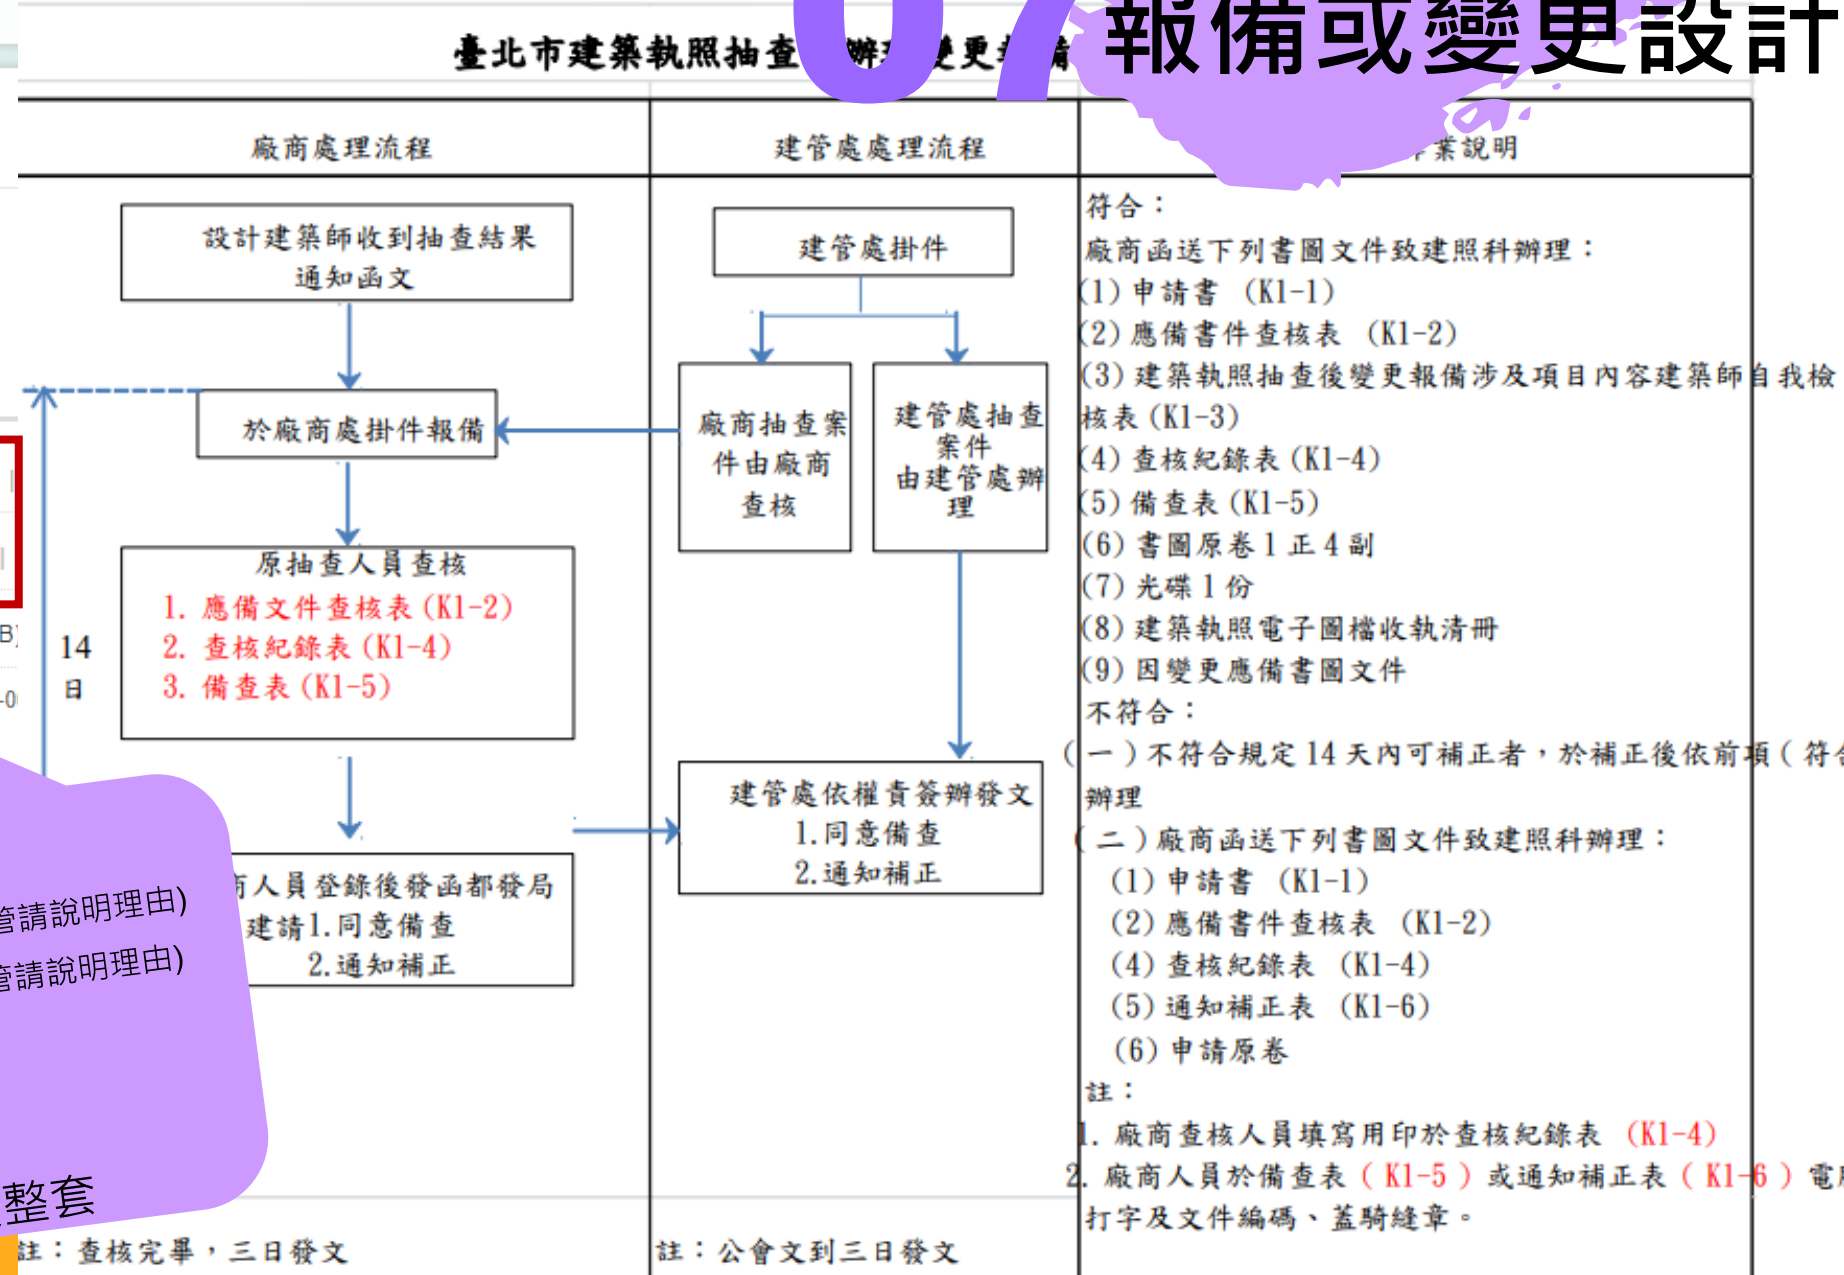 07
報備或變更設計
臺北市建築執照抽查
廠商處理流程
建管處處理流程
業說明
設計建築師收到抽查結果
通知函文
於廠商處掛件報備
原抽查人員查核
1. 應備文件查核表(K1-2)
2. 查核紀錄表(K1-4)
3. 備查表(K1-5)
14
日
人員登錄後發函都發局
建請1.同意備查
2.通知補正
註：查核完畢，三日發文
建管處掛件
廠商抽查案
件由廠商
查核
建管處抽查
案件
由建管處辦
理
建管處依權責簽辦發文
1.同意備查
2.通知補正
註：公會文到三日發文
符合：
廠商函送下列書圖文件致建照科辦理：
(1)申請書 (K1-1)
(2)應備書件查核表 (K1-2)
(3)建築執照抽查後變更報備涉及項目內容建築師自我檢
核表(K1-3)
(4)查核紀錄表(K1-4)
(5)備查表(K1-5)
(6)書圖原卷1正4副
(7)光碟1份
(8)建築執照電子圖檔收執清冊
(9)因變更應備書圖文件
不符合：
(一)不符合規定14天內可補正者，於補正後依前項(符合
辦理
(二)廠商函送下列書圖文件致建照科辦理：
(1)申請書 (K1-1)
(2)應備書件查核表 (K1-2)
(4)查核紀錄表 (K1-4)
(5)通知補正表 (K1-6)
(6)申請原卷
註：
1. 廠商查核人員填寫用印於查核紀錄表 (K1-4)
2. 廠商人員於備查表(K1-5)或通知補正表(K1-6)電
打字及文件編碼、蓋騎縫章。
B)
-0
管請說明理由)
管請說明理由)
整套